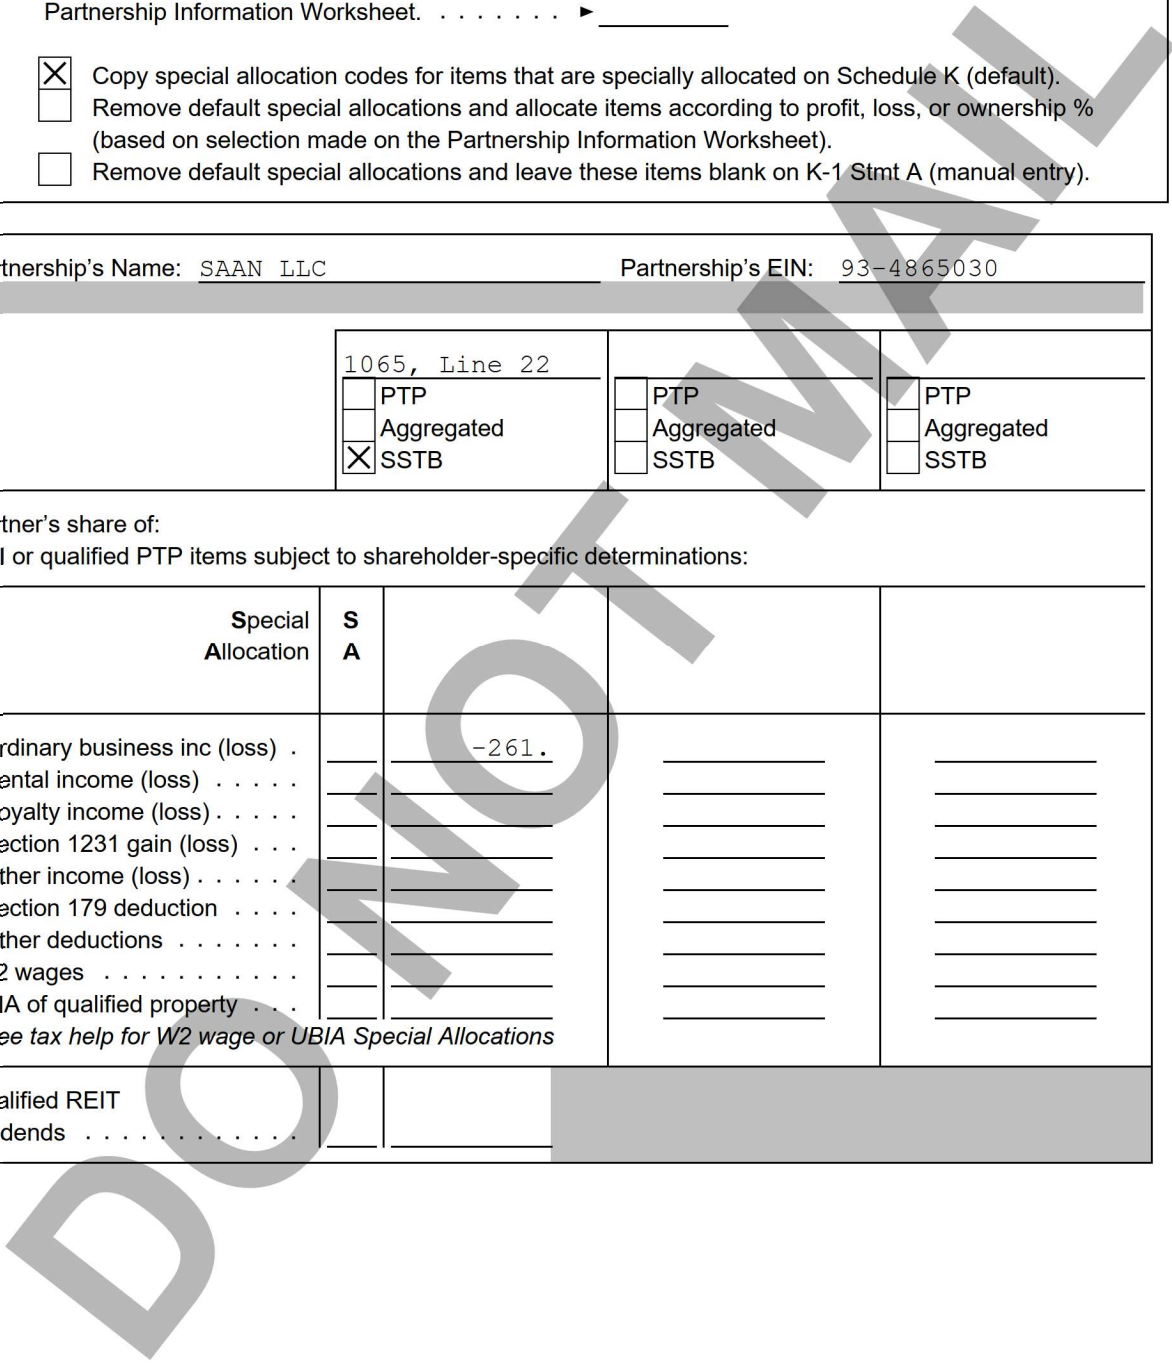 Partnership Information Worksheet. . . . . . . . ►
Copy special allocation codes for items that are specially allocated on Schedule K (default).
Remove default special allocations and allocate items according to profit, loss, or ownership %
(based on selection made on the Partnership Information Worksheet).
Remove default special allocations and leave these items blank on K-1 Stmt A (manual entry).
tnership's Name: SAAN LLC Partnership's EIN: 93-4865030
1065, Line 22
PTP PTP PTP
Aggregated Aggregated Aggregated
SSTB SSTB SSTB
tner's share of:
I or qualified PTP items subject to shareholder-specific determinations:
Special S
Allocation A
rdinary business inc (loss) . -261.
ental income (loss) . . . . .
oyalty income (loss) . . . . .
ection 1231 gain (loss) . . .
ther income (loss) . . . . . .
ection 179 deduction . . . .
ther deductions . . . . . . .
2 wages . . . . . . . . . . .
IA of qualified property . . .
ee tax help for W2 wage or UBIA Special Allocations
alified REIT
dends . . . . . . . . . . . .
DO NOT MAIL